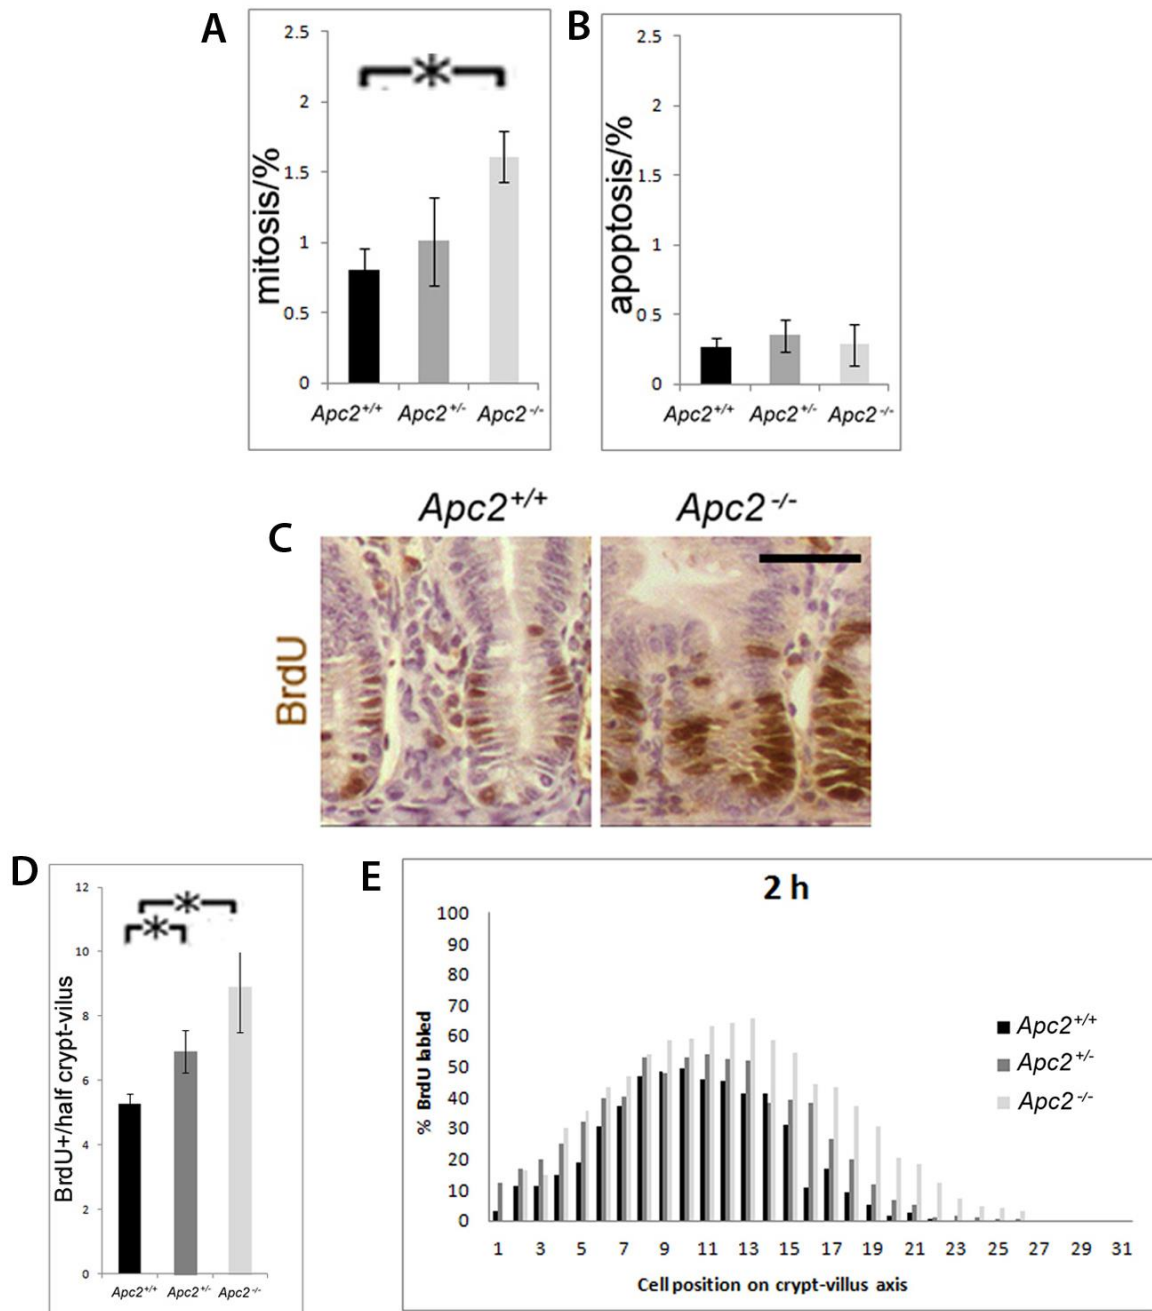 A
2.5
2
1.5
1
0.5
0
mitosis/%
*
Apc2+/+ Apc2+/- Apc2-/-
B
2.5
2
1.5
1
0 5
0
apoptosis/%
Apc2+/+ Apc2+/- Apc2-/-
C
Apc2+/+ Apc2-/-
BrdU
D
12
10
8
6
4
2
0
BrdU+/half crypt-vilus
*
*
Apc2+/+ Apc2+/- Apc2-/-
E
2 h
100
90
80
70
60
50
40
30
20
10
0
% BrdU labled
Apc2+/+
Apc2+/-
Apc2-/-
1 3 5 7 9 11 13 15 17 19 21 23 25 27 29 31
Cell position on crypt-villus axis